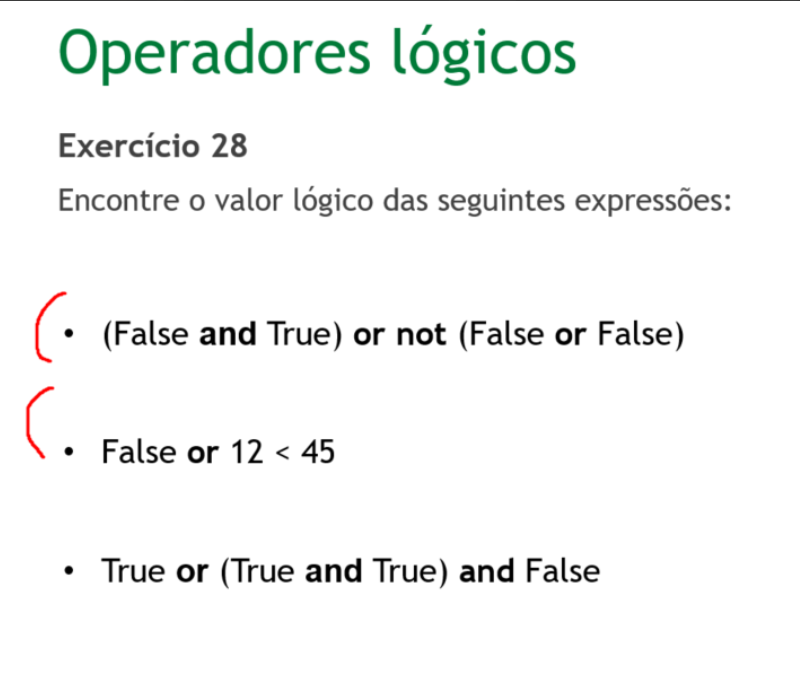 Operadores lógicos
Exercício 28
Encontre o valor lógico das seguintes expressões:
• (False and True) or not (False or False)
• False or 12 < 45
• True or (True and True) and False